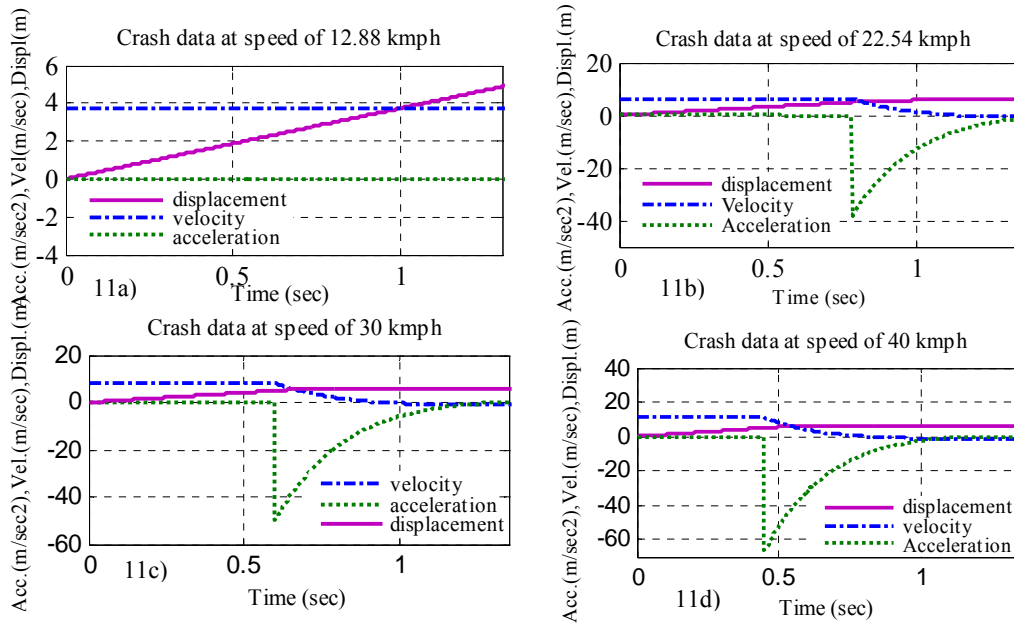 Crash data at speed of 12.88 kmph
Acc.(m/sec2),Vel(m/sec),Displ(m)
6
4
2
0
-2
-4
displacement
velocity
acceleration
0
0.5
1
11a)
Time (sec)
Crash data at speed of 22.54 kmph
Acc.(m/sec2),Vel.(m/sec),Displ.(m)
20
0
-20
-40
displacement
Velocity
Acceleration
0
0.5
1
11b)
Time (sec)
Crash data at speed of 30 kmph
Acc.(m/sec2),Vel.(m/sec),Displ.(m)
20
0
-20
-40
-60
velocity
acceleration
displacement
0
0.5
1
11c)
Time (sec)
Crash data at speed of 40 kmph
Acc.(m/sec2),Vel.(m/sec),Displ.(m)
40
20
0
-20
-40
-60
displacement
velocity
Acceleration
0
0.5
1
11d)
Time (sec)